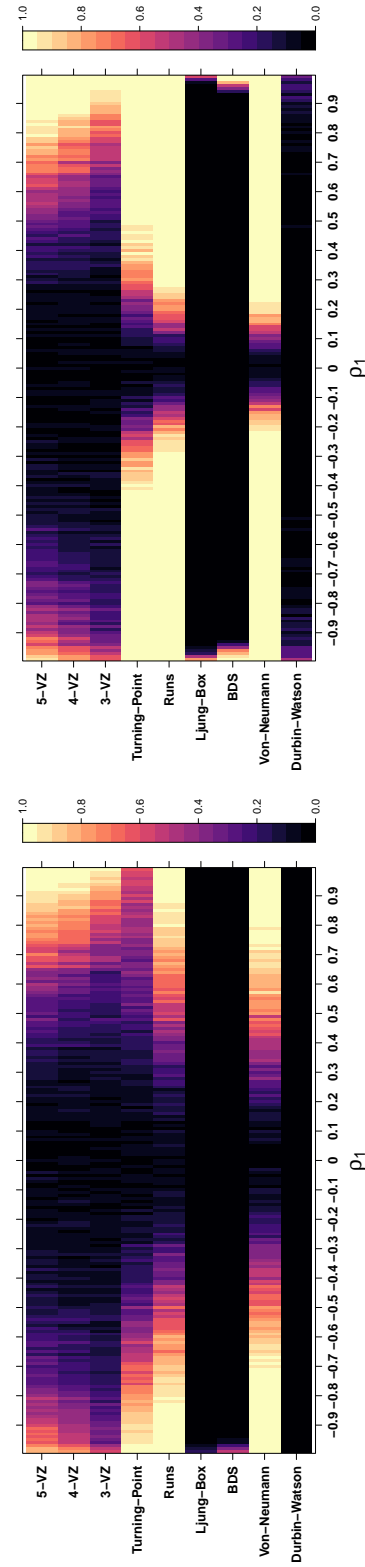 1.0
0.8
0.6
0.4
0.2
0.0
5−VZ
4−VZ
3−VZ
Turning−Point
Runs
Ljung−Box
BDS
Von−Neumann
Durbin−Watson
−0.9 −0.8 −0.7 −0.6 −0.5 −0.4 −0.3 −0.2 −0.1 0 0.1 0.2 0.3 0.4 0.5 0.6 0.7 0.8 0.9
ρ1
1.0
0.8
0.6
0.4
0.2
0.0
5−VZ
4−VZ
3−VZ
Turning−Point
Runs
Ljung−Box
BDS
Von−Neumann
Durbin−Watson
−0.9 −0.8 −0.7 −0.6 −0.5 −0.4 −0.3 −0.2 −0.1 0 0.1 0.2 0.3 0.4 0.5 0.6 0.7 0.8 0.9
ρ1